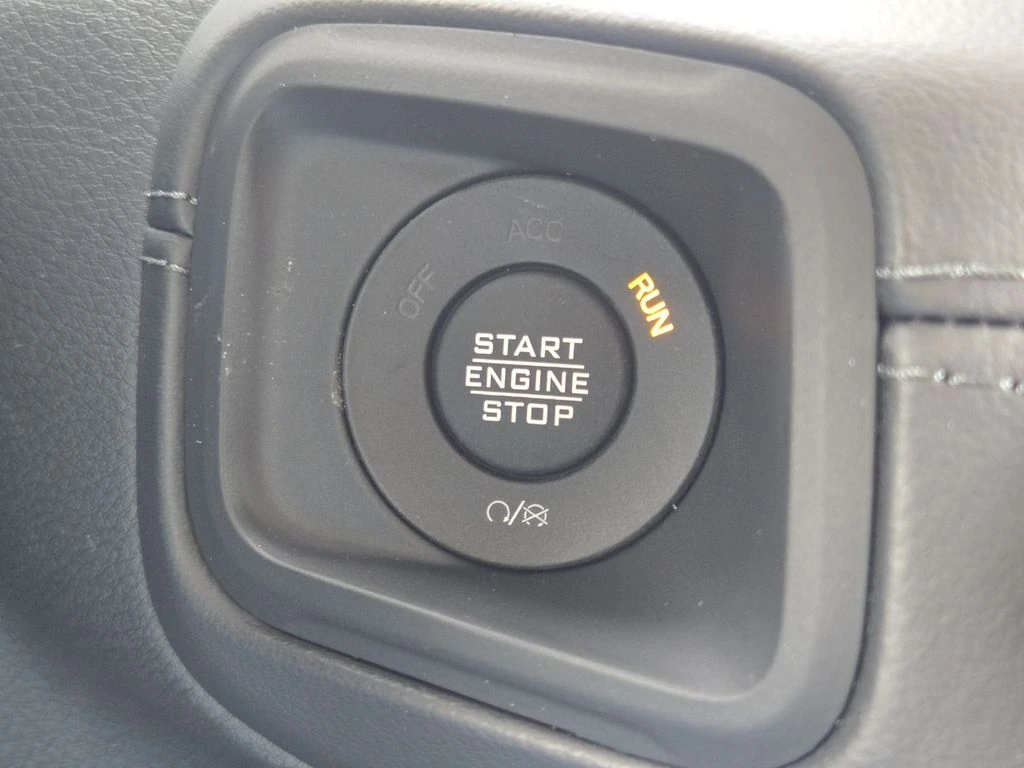 ACC
OFF
RUN
START
ENGINE
STOP